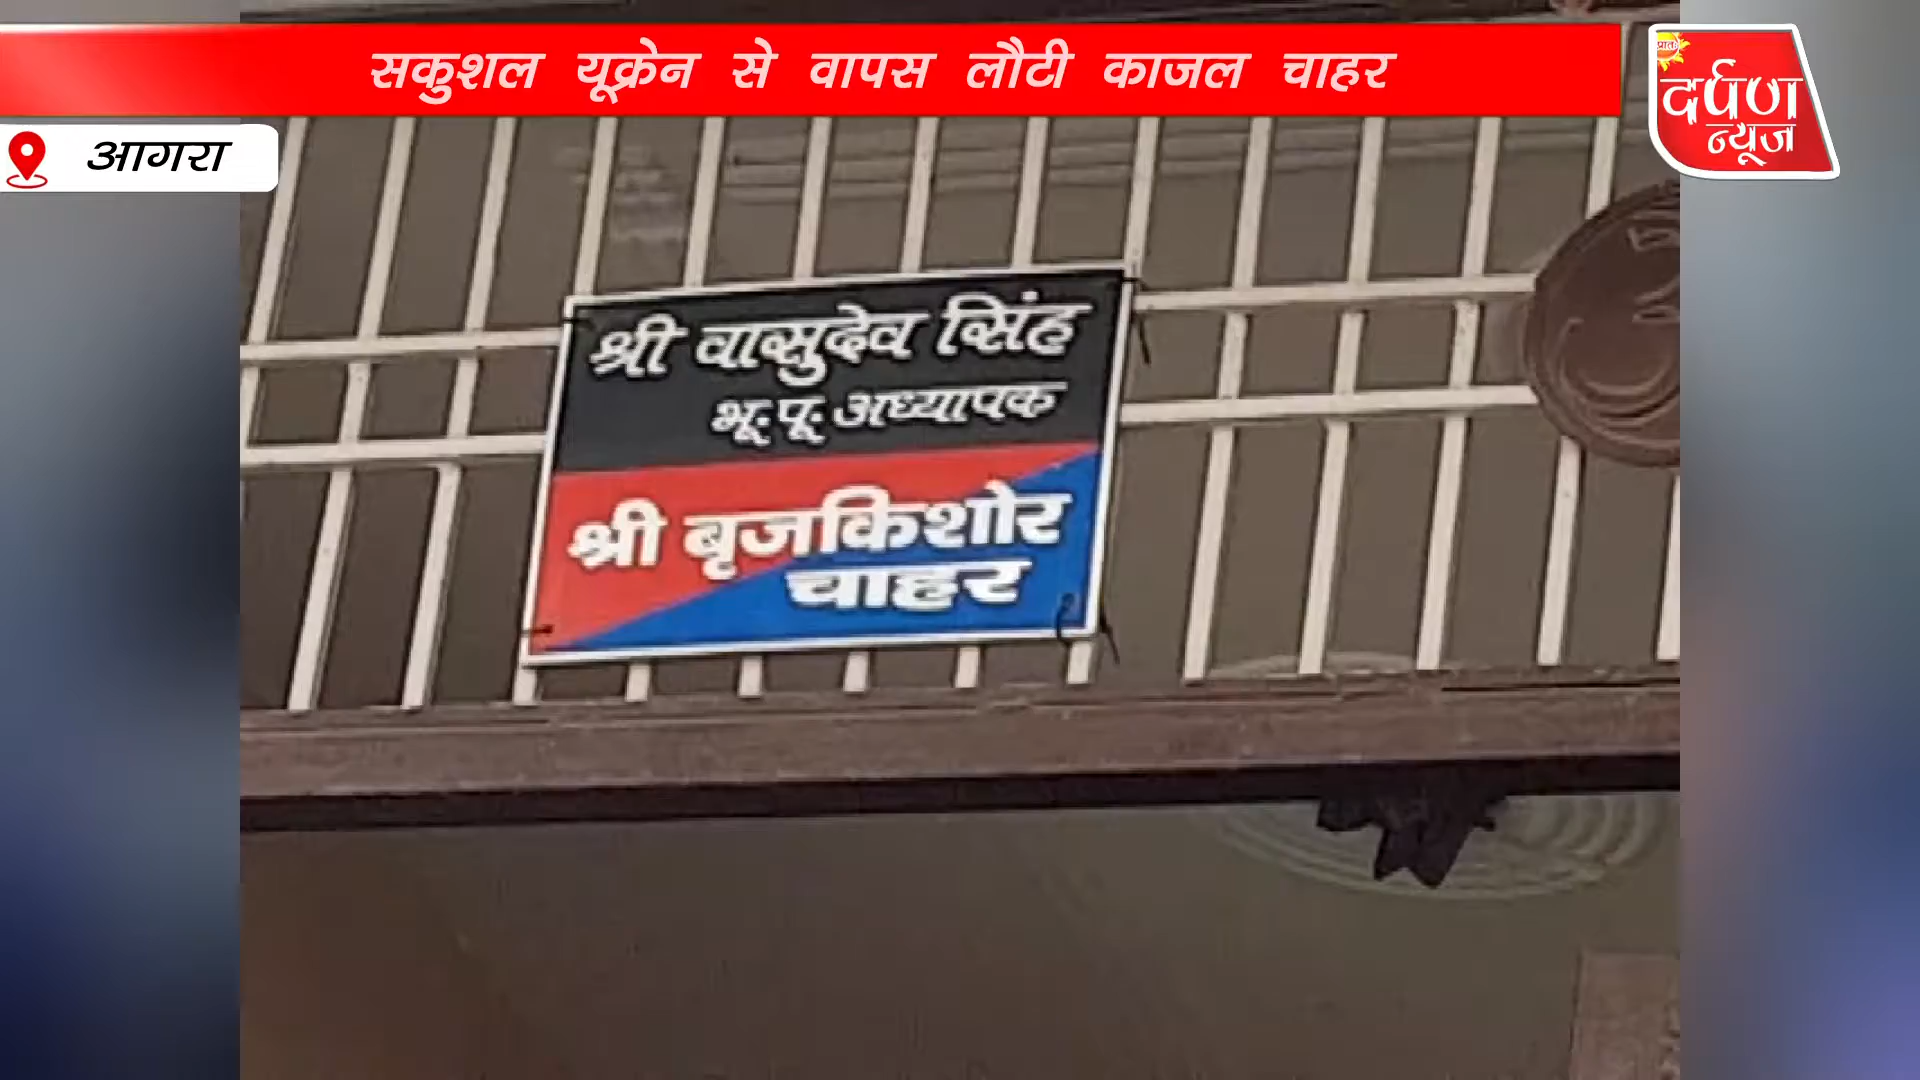 सकुशल यूक्रेन से वापस लौटी काजल चाहर
दर्पण
न्यूज
आगरा
श्री वासुदेव सिंह
भू. पू. अध्यापक
श्री बृजकिशोर
चाहर